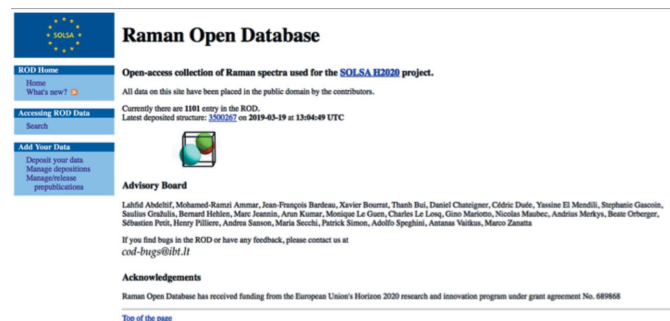 SOLSA
Raman Open Database
ROD Home
Home
What's new?
Accessing ROD Data
Search
Add Your Data
Deposit your data
Manage depositions
Manage/release
prepublications
Open-access collection of Raman spectra used for the SOLSA H2020 project.
All data on this site have been placed in the public domain by the contributors.
Currently there are 1101 entry in the ROD.
Latest deposited structure: 3500267 on 2019-03-19 at 13:04:49 UTC
Advisory Board
Lahfid Abdeltif, Mohamed-Ramzi Ammar, Jean-François Bardeau, Xavier Bourrat, Thanh Bui, Daniel Chateigner, Cédric Duée, Yassine El Mendili, Stephanie Gascoin,
Saulius Gražulis, Bernard Hehlen, Marc Jeannin, Arun Kumar, Monique Le Guen, Charles Le Losq, Gino Mariotto, Nicolas Maubec, Andrius Merkys, Beate Orberger,
Sébastien Petit, Henry Pilliere, Andrea Sanson, Maria Secchi, Patrick Simon, Adolfo Speghini, Antanas Vaitkus, Marco Zanatta
If you find bugs in the ROD or have any feedback, please contact us at
cod-bugs@ibt.lt
Acknowledgements
Raman Open Database has received funding from the European Union's Horizon 2020 research and innovation program under grant agreement No. 689868
Top of the page